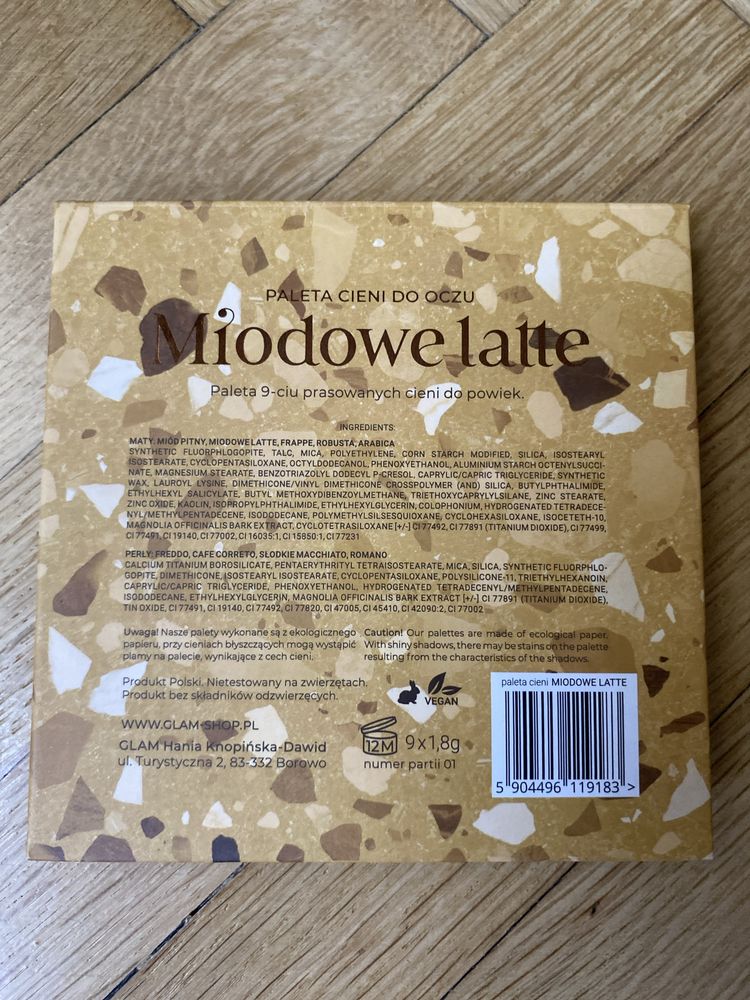 PALETA CIENI DO OCZU
Miodowe latte
Paleta 9-ciu prasowanych cieni do powiek.
INGREDIENTS:
MATY: MIÓD PITNY, MIODOWE LATTE, FRAPPE, ROBUSTA, ARABICA
SYNTHETIC FLUORPHLOGOPITE, TALC, MICA, POLYETHYLENE, CORN STARCH MODIFIED, SILICA, ISOSTEARYL
ISOSTEARATE, CYCLOPENTASILOXANE, OCTYLDODECANOL, PHENOXYETHANOL, ALUMINIUM STARCH OCTENYLSUCCI-
NATE, MAGNESIUM STEARATE, BENZOTRIAZOLYL DODECYL P-CRESOL, CAPRYLIC/CAPRIC TRIGLYCERIDE, SYNTHETIC
WAX, LAUROYL LYSINE, DIMETHICONE/VINYL DIMETHICONE CROSSPOLYMER (AND) SILICA, BUTYLPHTHALIMIDE,
ETHYLHEXYL SALICYLATE, BUTYL METHOXYDIBENZOYLMETHANE, TRIETHOXYCAPRYLYLSILANE, ZINC STEARATE,
ZINC OXIDE, KAOLIN, ISOPROPYLPHTHALIMIDE, ETHYLHEXYLGLYCERIN, COLOPHONIUM, HYDROGENATED TETRADECE-
NYL/METHYLPENTADECENE, ISODODECANE, POLYMETHYLSILSESQUIOXANE, CYCLOHEXASILOXANE, ISOCETETH-10,
MAGNOLIA OFFICINALIS BARK EXTRACT, CYCLOTETRASILOXANE [+/-] CI 77492, CI 77891 (TITANIUM DIOXIDE), CI 77499,
CI 77491, CI 19140, CI 77002, CI 16035:1, CI 15850:1, CI 77231
PERŁY: FREDDO, CAFE CORRETO, SŁODKIE MACCHIATO, ROMANO
CALCIUM TITANIUM BOROSILICATE, PENTAERYTHRITYL TETRAISOSTEARATE, MICA, SILICA, SYNTHETIC FLUORPHLO-
GOPITE, DIMETHICONE, ISOSTEARYL ISOSTEARATE, CYCLOPENTASILOXANE, POLYSILICONE-11, TRIETHYLHEXANOIN,
CAPRYLIC/CAPRIC TRIGLYCERIDE, PHENOXYETHANOL, HYDROGENATED TETRADECENYL/METHYLPENTADECENE,
ISODODECANE, ETHYLHEXYLGLYCERIN, MAGNOLIA OFFICINALIS BARK EXTRACT [+/-] CI 77891 (TITANIUM DIOXIDE),
TIN OXIDE, CI 77491, CI 19140, CI 77492, CI 77820, CI 47005, CI 45410, CI 42090:2, CI 77002
Uwaga! Nasze palety wykonane są z ekologicznego
papieru, przy cieniach błyszczących mogą wystąpić
plamy na palecie, wynikające z cech cieni.
Caution! Our palettes are made of ecological paper.
With shiny shadows, there may be stains on the palette
resulting from the characteristics of the shadows.
Produkt Polski. Nietestowany na zwierzętach.
Produkt bez składników odzwierzęcych.
VEGAN
WWW.GLAM-SHOP.PL
GLAM Hania Knopińska-Dawid
ul. Turystyczna 2, 83-332 Borowo
12M 9 x 1,8g
numer partii 01
paleta cieni MIODOWE LATTE
5 904496 119183 >